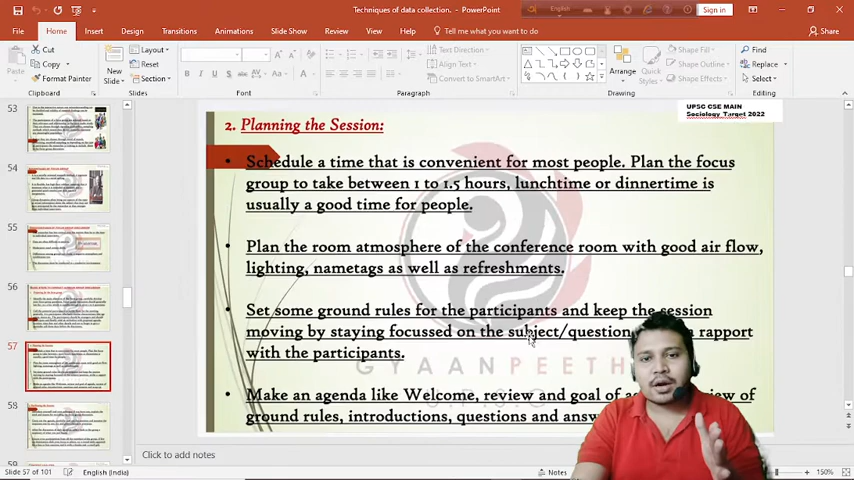 Techniques of data collection, - PowerPoint
English
Sign in
File Home Insert Design Transitions Animations Slide Show Review View Help Tell me what you want to do Share
Cut
Copy
Format Painter
Paste
Clipboard
New Slide
Layout
Reset
Section
Slides
Font
Paragraph
Text Direction
Align Text
Convert to SmartArt
Arrange
Quick Styles
Shape Fill
Shape Outline
Shape Effects
Drawing
Find
Replace
Select
Editing
UPSC CSE MAIN
Sociology Target 2022
53
54
55
56
57
58
59
2. Planning the Session:
• Schedule a time that is convenient for most people. Plan the focus
group to take between 1 to 1.5 hours, lunchtime or dinnertime is
usually a good time for people.
• Plan the room atmosphere of the conference room with good air flow,
lighting, nametags as well as refreshments.
• Set some ground rules for the participants and keep the session
moving by staying focussed on the subject/question rapport
with the participants.
• Make an agenda like Welcome, review and goal of of
ground rules, introductions, questions and
GYAANPEETH
Click to add notes
Slide 57 of 101 English (India) Notes 150%